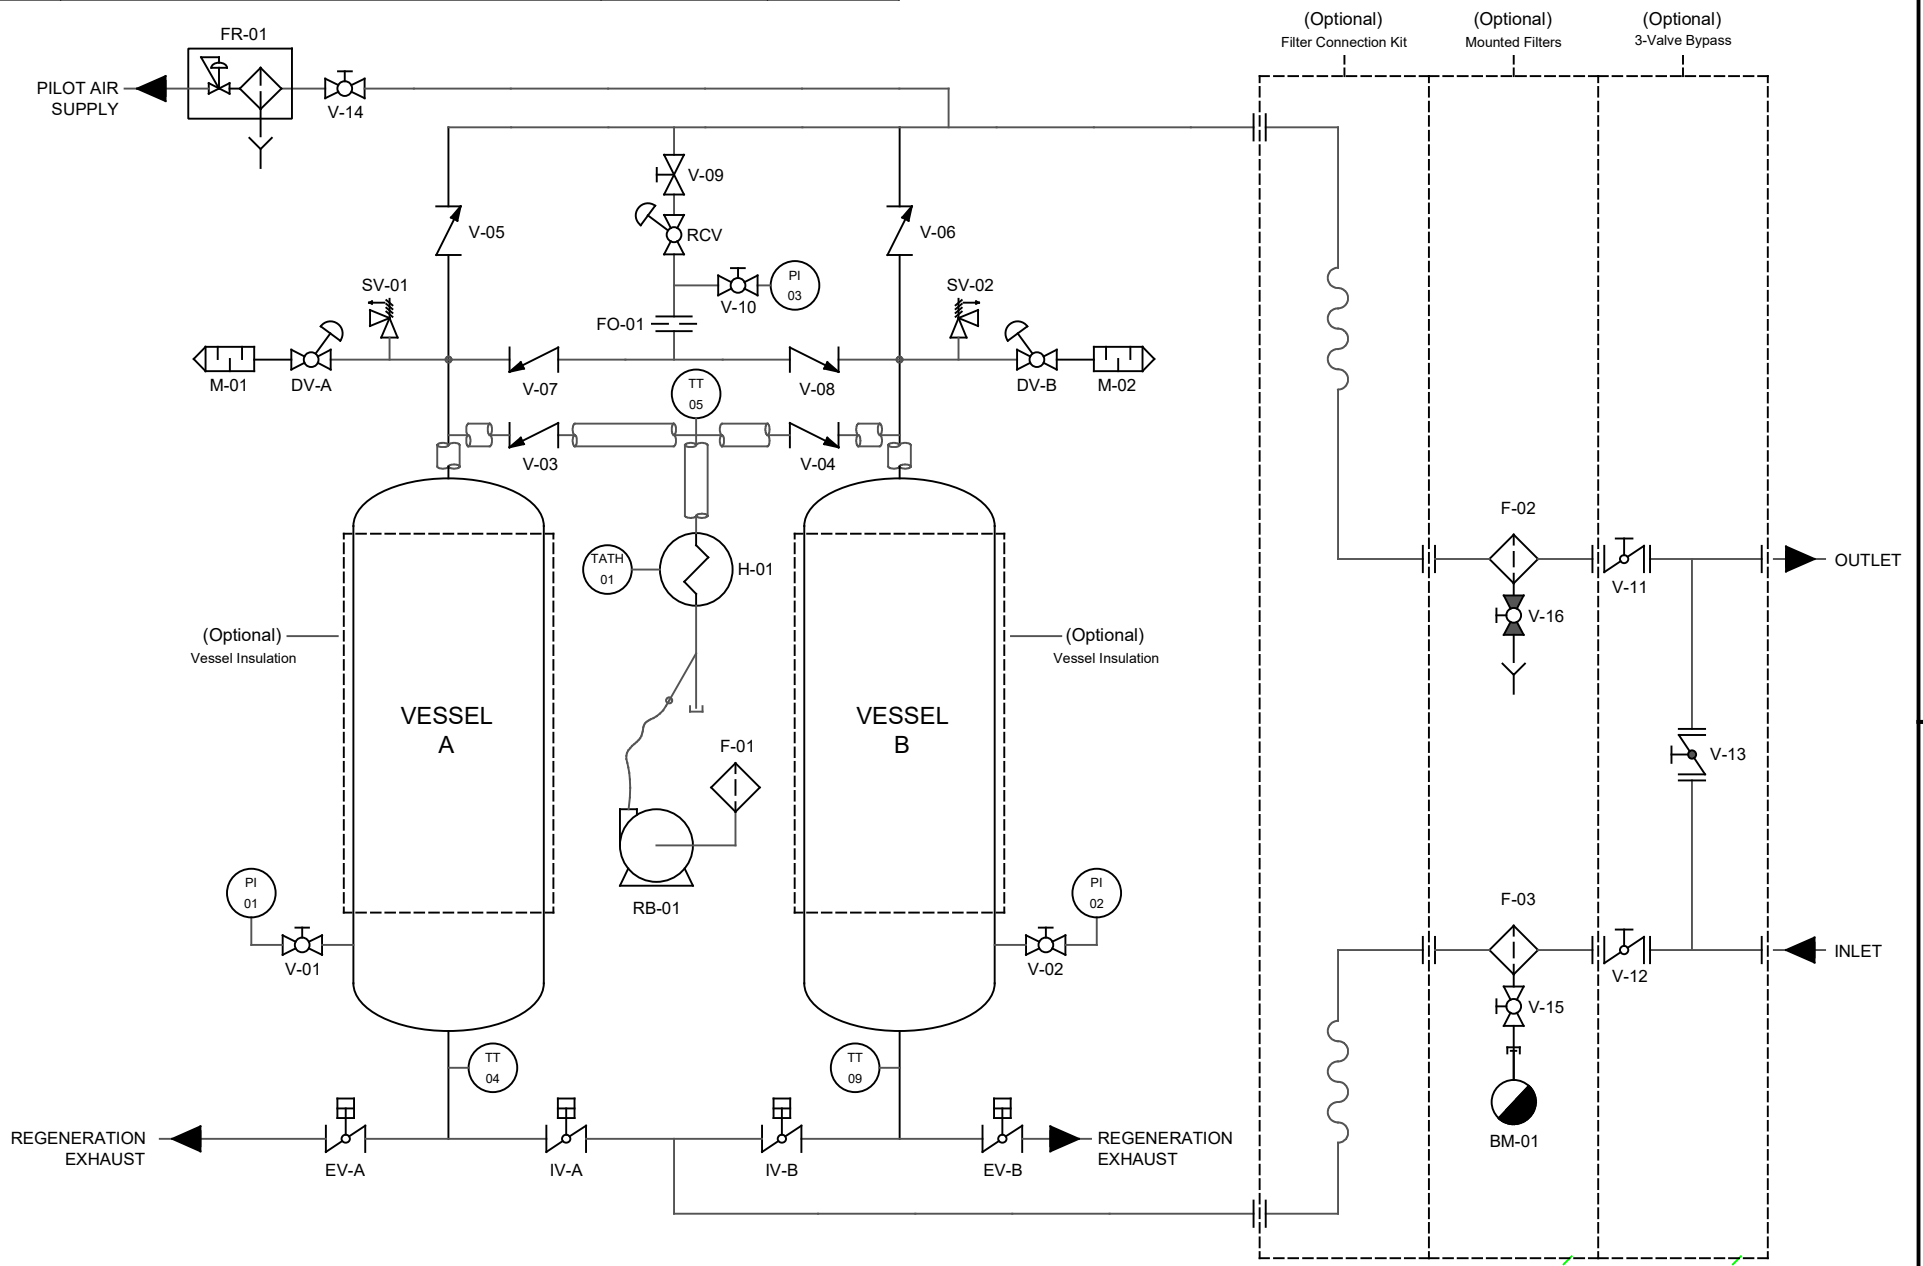 (Optional)
Filter Connection Kit
(Optional)
Mounted Filters
(Optional)
3-Valve Bypass
FR-01
PILOT AIR
SUPPLY
V-14
V-09
V-05
RCV
V-06
SV-01
PI
03
V-10
SV-02
FO-01
M-01
DV-A
V-07
V-08
DV-B
M-02
TT
05
V-03
V-04
F-02
TATH
01
H-01
V-11
OUTLET
V-16
(Optional)
Vessel Insulation
(Optional)
Vessel Insulation
VESSEL
A
VESSEL
B
F-01
V-13
PI
01
RB-01
PI
02
F-03
V-01
V-02
V-12
INLET
V-15
TT
04
TT
09
BM-01
REGENERATION
EXHAUST
EV-A
IV-A
IV-B
EV-B
REGENERATION
EXHAUST